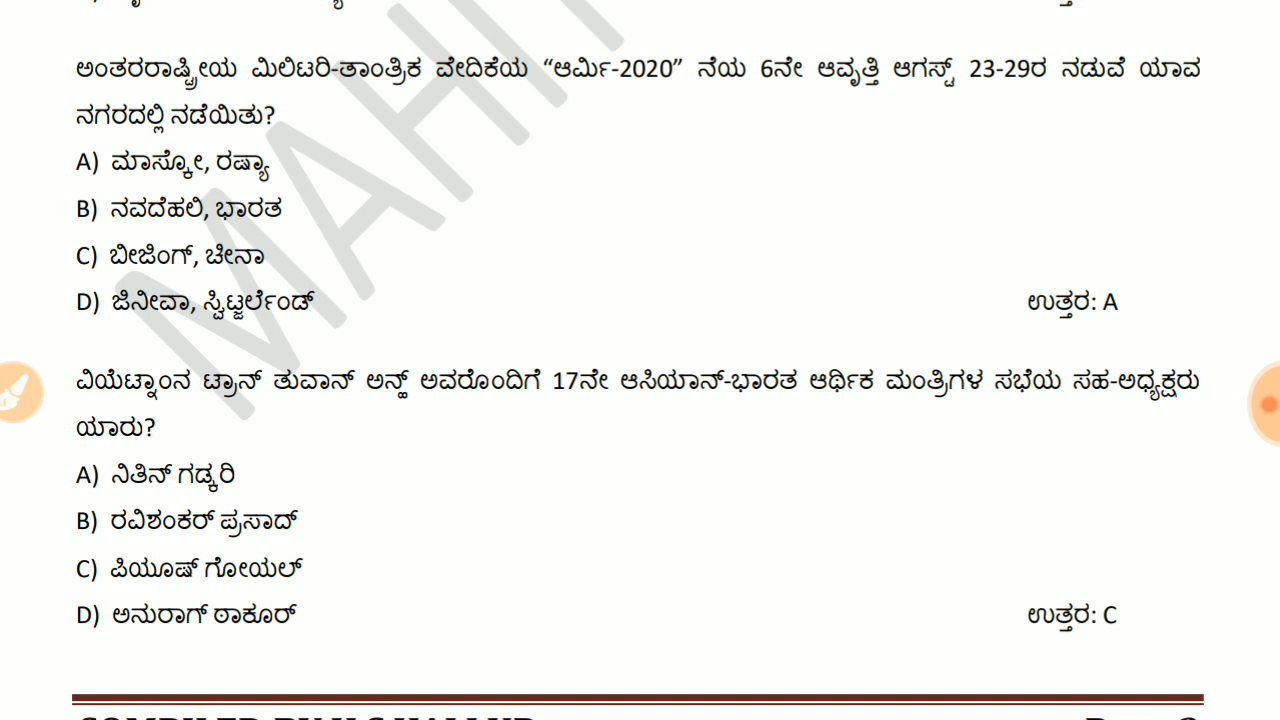 ಅಂತರರಾಷ್ಟ್ರೀಯ ಮಿಲಿಟರಿ-ತಾಂತ್ರಿಕ ವೇದಿಕೆಯ “ಆರ್ಮಿ-2020” ನೆಯ 6ನೇ ಆವೃತ್ತಿ ಆಗಸ್ಟ್ 23-29ರ ನಡುವೆ ಯಾವ
ನಗರದಲ್ಲಿ ನಡೆಯಿತು?
A) ಮಾಸ್ಕೋ, ರಷ್ಯಾ
B) ನವದೆಹಲಿ, ಭಾರತ
C) ಬೀಜಿಂಗ್, ಚೀನಾ
D) ಜಿನೀವಾ, ಸ್ವಿಟ್ಜರ್ಲೆಂಡ್ ಉತ್ತರ: A
ವಿಯೆಟ್ನಾಂನ ಟ್ರಾನ್ ತುವಾನ್ ಅನ್ಹ್ ಅವರೊಂದಿಗೆ 17ನೇ ಆಸಿಯಾನ್-ಭಾರತ ಆರ್ಥಿಕ ಮಂತ್ರಿಗಳ ಸಭೆಯ ಸಹ-ಅಧ್ಯಕ್ಷರು
ಯಾರು?
A) ನಿತಿನ್ ಗಡ್ಕರಿ
B) ರವಿಶಂಕರ್ ಪ್ರಸಾದ್
C) ಪಿಯೂಷ್ ಗೋಯಲ್
D) ಅನುರಾಗ್ ಠಾಕೂರ್ ಉತ್ತರ: C
MAHIT